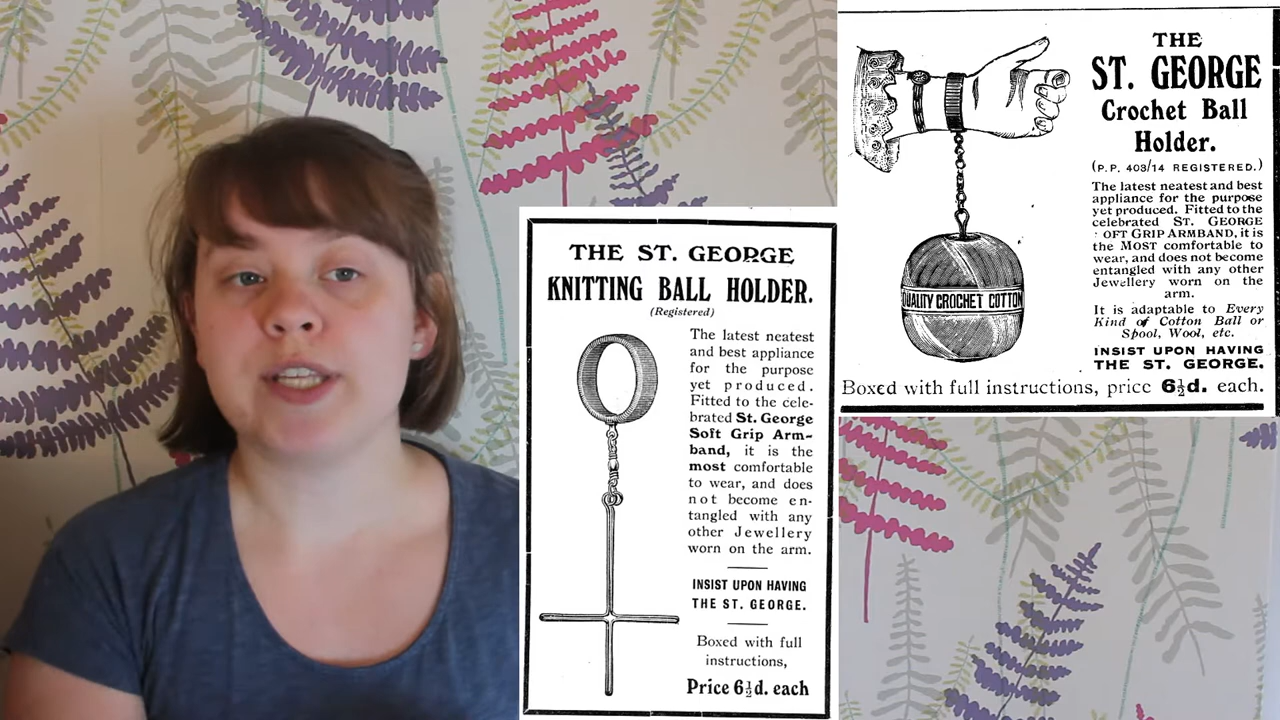 THE ST. GEORGE
KNITTING BALL HOLDER.
(Registered)
The latest neatest
and best appliance
for the purpose
yet produced.
Fitted to the cele-
brated St. George
Soft Grip Arm-
band, it is the
most comfortable
to wear, and does
not become en-
tangled with any
other Jewellery
worn on the arm.
INSIST UPON HAVING
THE ST. GEORGE.
Boxed with full
instructions,
Price 6½d. each
THE
ST. GEORGE
Crochet Ball
Holder.
(P.P. 403/14 REGISTERED.)
The latest neatest and best
appliance for the purpose
yet produced. Fitted to the
celebrated ST. GEORGE
OFT GRIP ARMBAND, it is
the MOST comfortable to
wear, and does not become
entangled with any other
Jewellery worn on the
arm.
It is adaptable to Every
Kind of Cotton Ball or
Spool, Wool, etc.
INSIST UPON HAVING
THE ST. GEORGE.
Boxed with full instructions, price 6½d. each.
QUALITY CROCHET COTTON